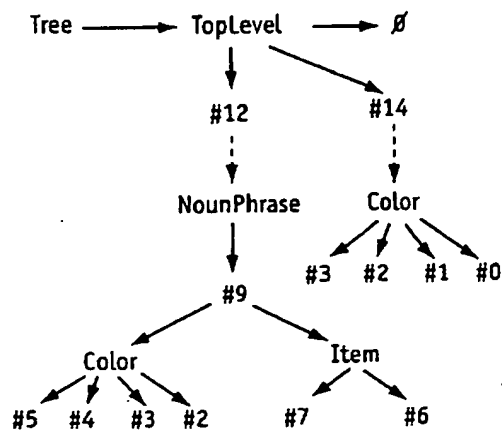 Tree TopLevel Ø
#12 #14
NounPhrase Color
#3 #2 #1 #0
#9
Color Item
#5 #4 #3 #2 #7 #6